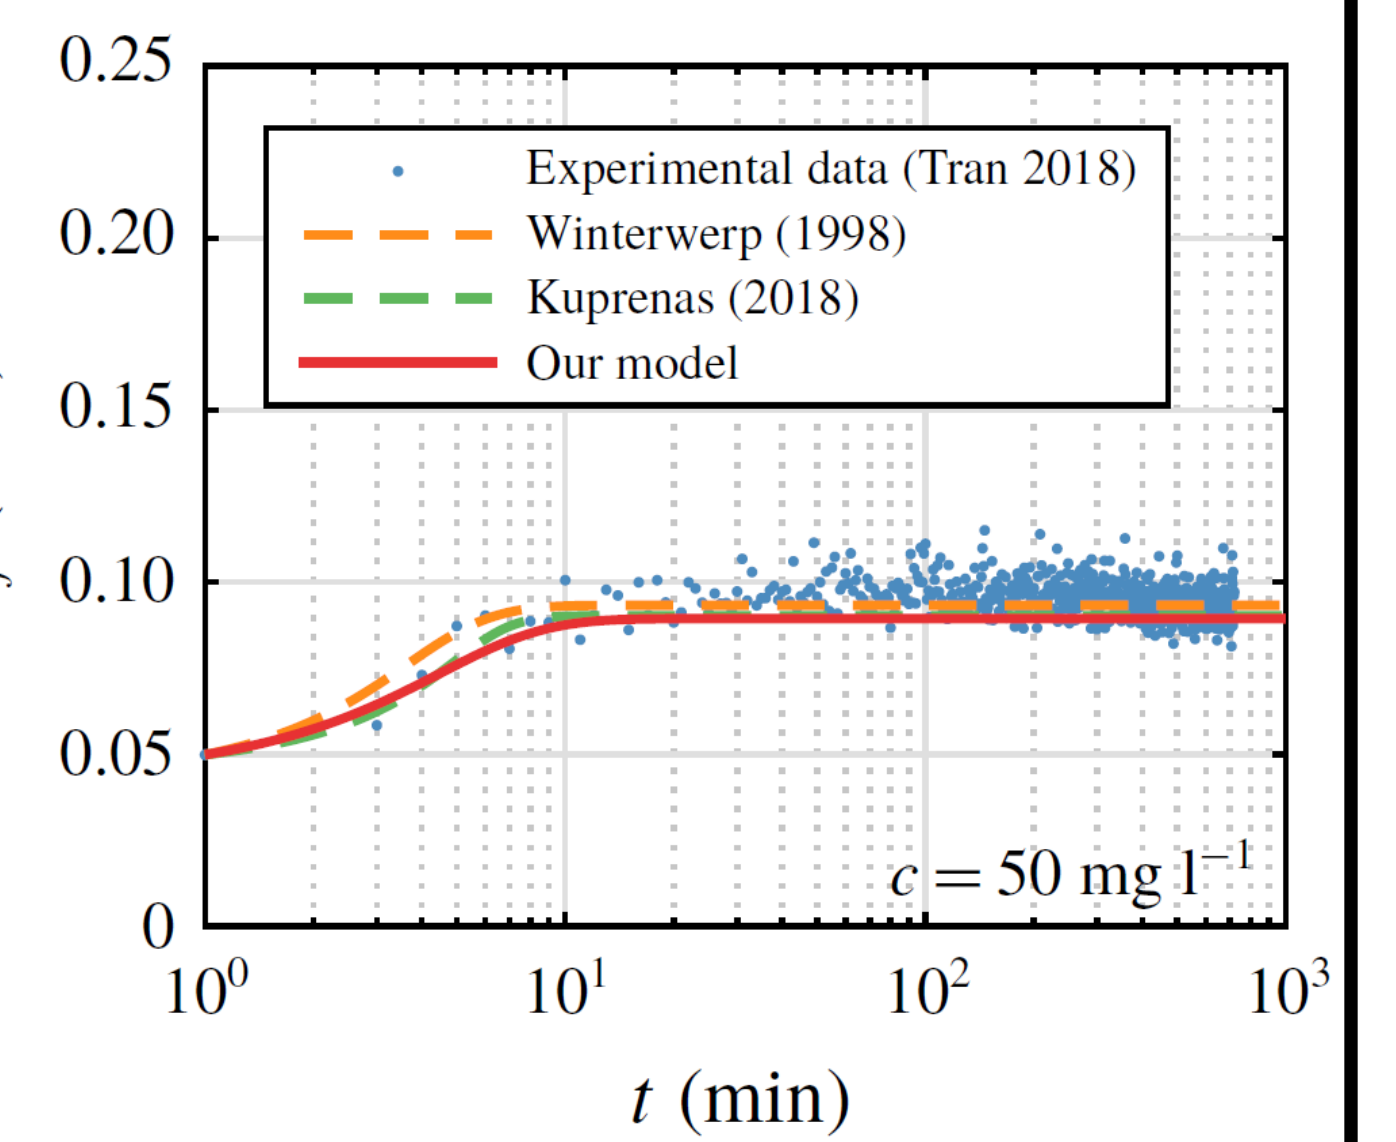 0.25
0.20
0.15
0.10
0.05
0
Experimental data (Tran 2018)
Winterwerp (1998)
Kuprenas (2018)
Our model
c = 50 mg l⁻¹
10⁰ 10¹ 10² 10³
t (min)